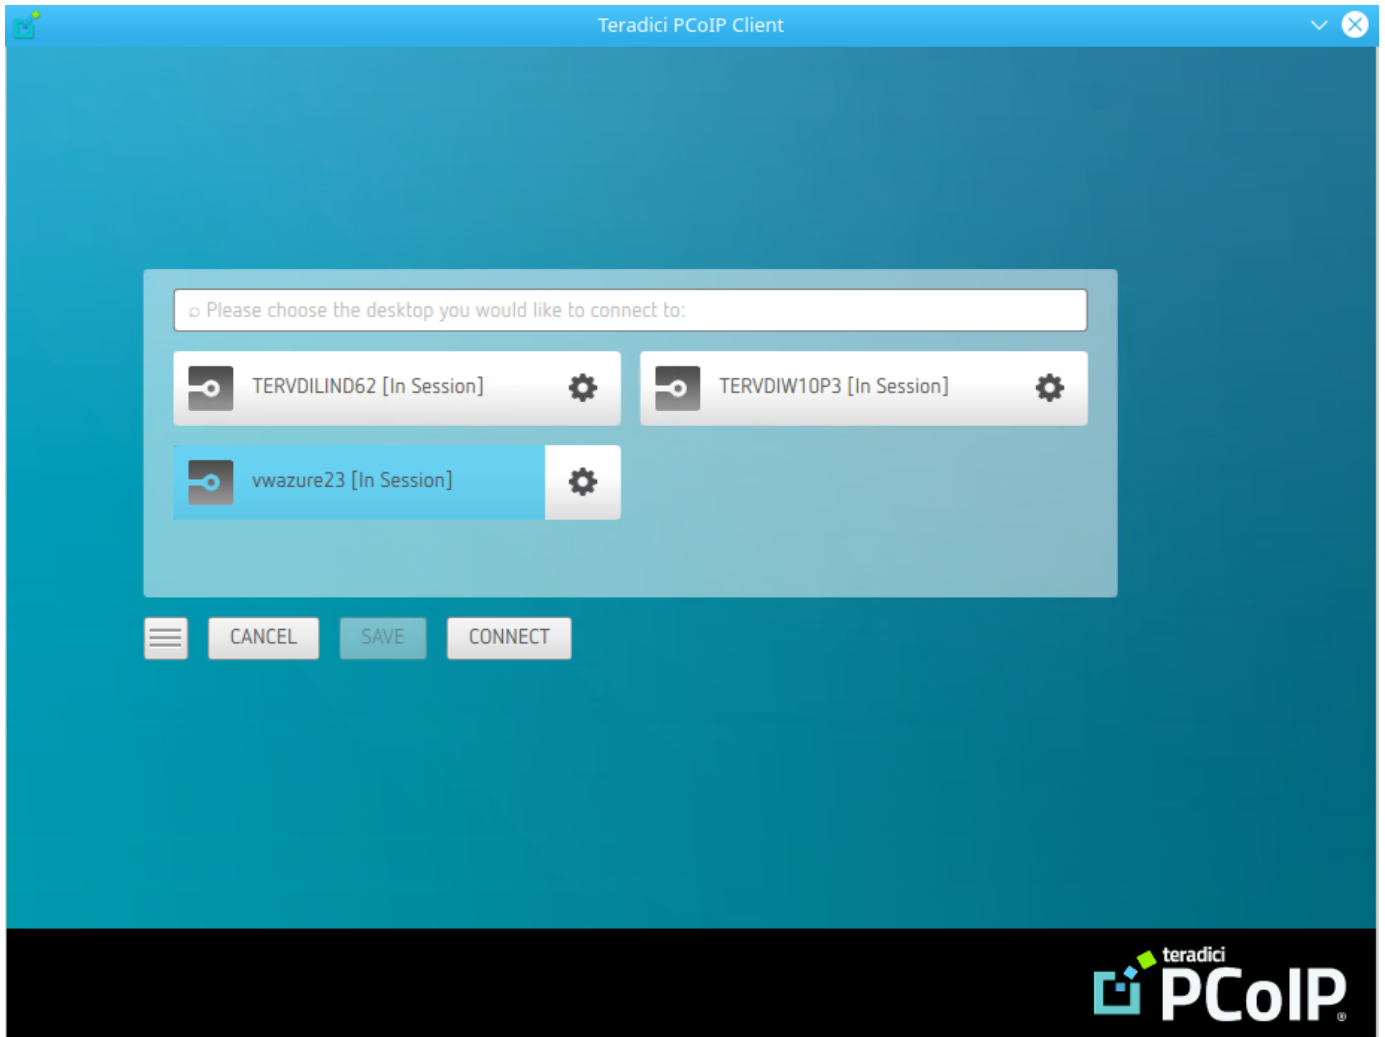 Teradici PCoIP Client
Please choose the desktop you would like to connect to:
TERVDILIND62 [In Session]
TERVDIW10P3 [In Session]
vwazure23 [In Session]
CANCEL
SAVE
CONNECT
teradici
PCoIP®